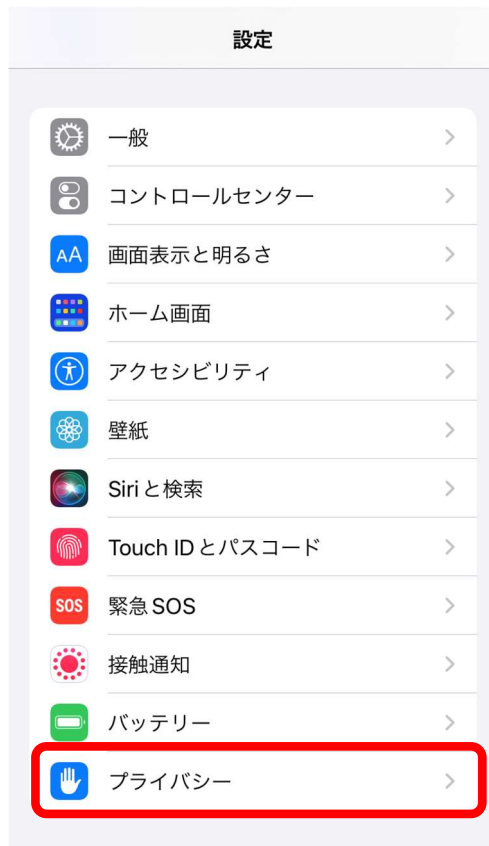 設定
一般
コントロールセンター
AA 画面表示と明るさ
ホーム画面
アクセシビリティ
壁紙
Siriと検索
Touch IDとパスコード
SOS 緊急SOS
接触通知
バッテリー
プライバシー